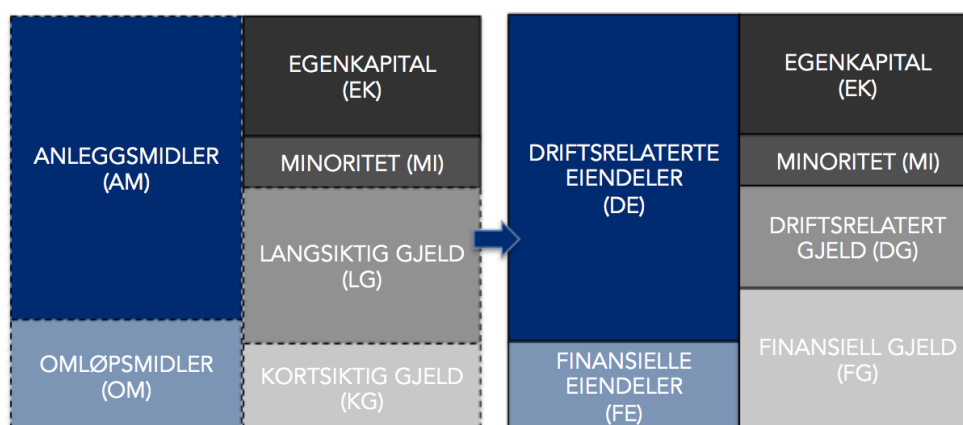 ANLEGGSMIDLER
(AM)
OMLØPSMIDLER
(OM)
EGENKAPITAL
(EK)
MINORITET (MI)
LANGSIKTIG GJELD
(LG)
KORTSIKTIG GJELD
(KG)
DRIFTSRELATERTE
EIENDELER
(DE)
FINANSIELLE
EIENDELER
(FE)
EGENKAPITAL
(EK)
MINORITET (MI)
DRIFTSRELATERT
GJELD (DG)
FINANSIELL GJELD
(FG)